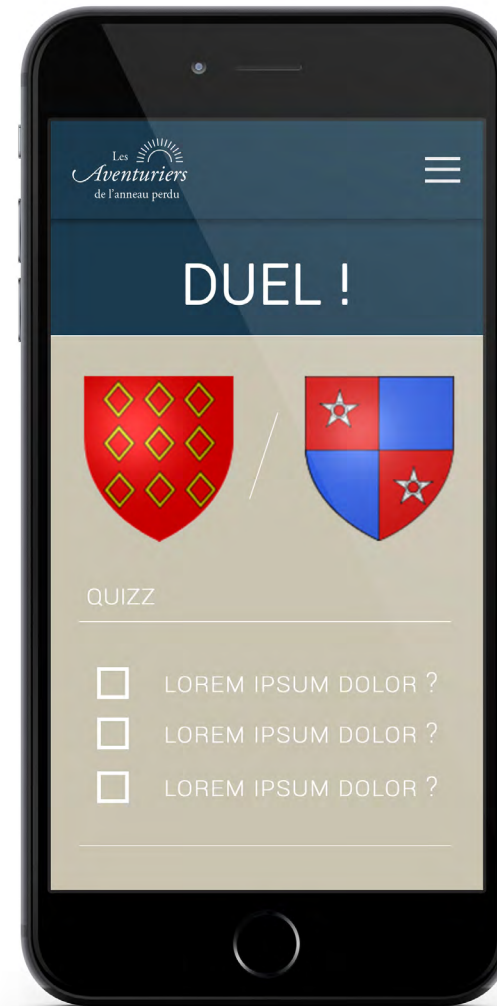 Les
Aventuriers
de l'anneau perdu
DUEL !
QUIZZ
LOREM IPSUM DOLOR ?
LOREM IPSUM DOLOR ?
LOREM IPSUM DOLOR ?